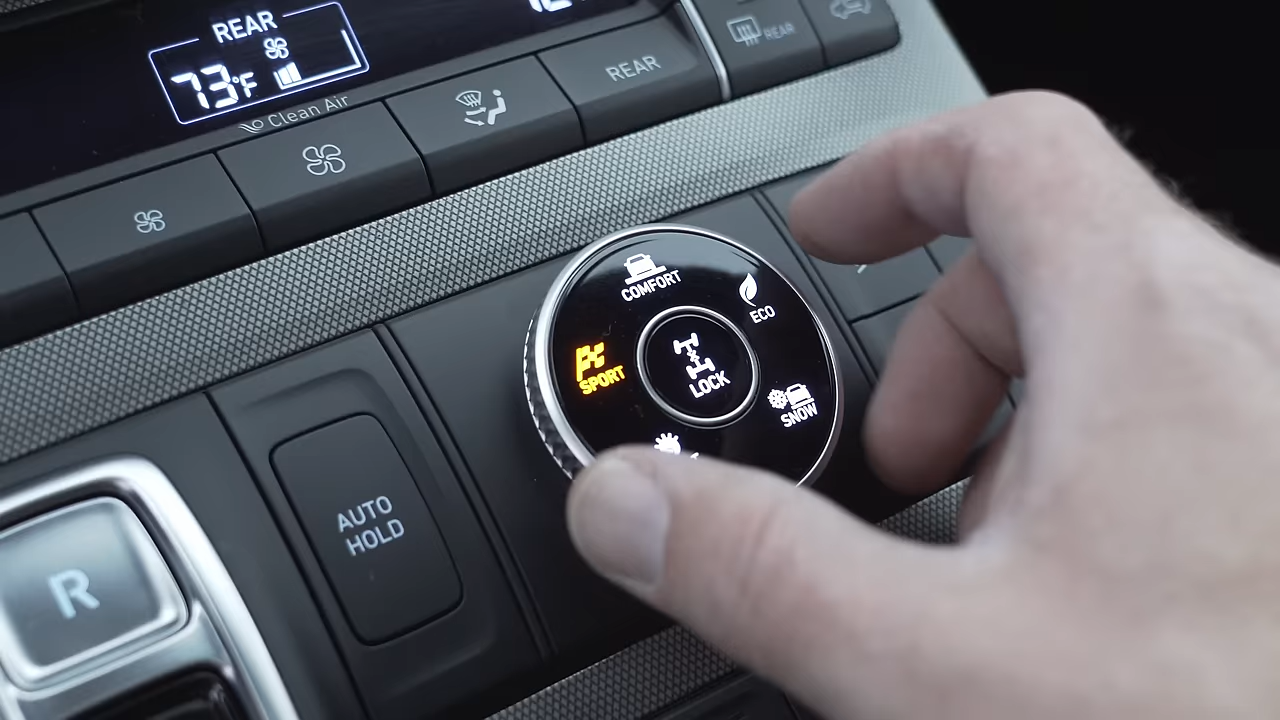 REAR
73°F
Clean Air
REAR
REAR
COMFORT
ECO
SPORT
LOCK
SNOW
AUTO
HOLD
R